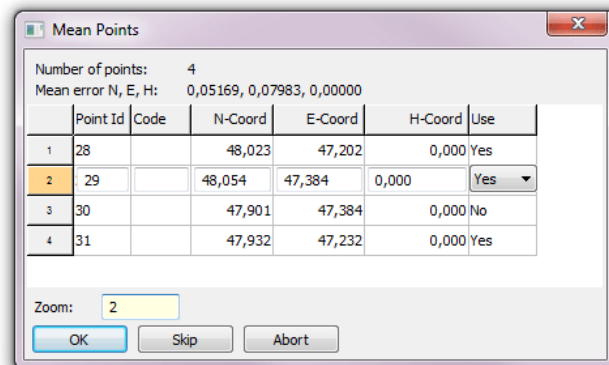 Mean Points
Number of points: 4
Mean error N, E, H: 0,05169, 0,07983, 0,00000
Point Id Code N-Coord E-Coord H-Coord Use
1 28 48,023 47,202 0,000 Yes
2 29 48,054 47,384 0,000 Yes
3 30 47,901 47,384 0,000 No
4 31 47,932 47,232 0,000 Yes
Zoom: 2
OK Skip Abort